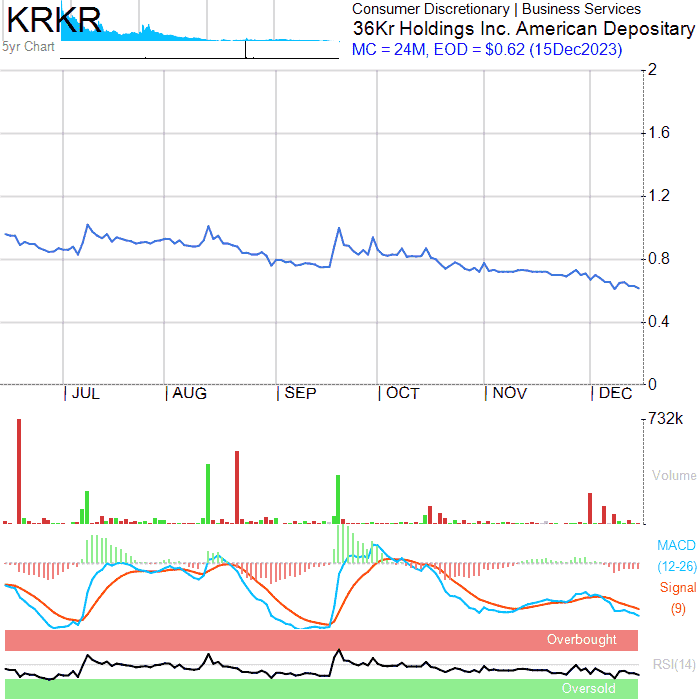 KRKR
5yr Chart
Consumer Discretionary | Business Services
36Kr Holdings Inc. American Depositary
MC = 24M, EOD = $0.62 (15Dec2023)
2
1.6
1.2
0.8
0.4
0
JUL AUG SEP OCT NOV DEC
732k
Volume
MACD
(12-26)
Signal
(9)
Overbought
RSI(14)
Oversold